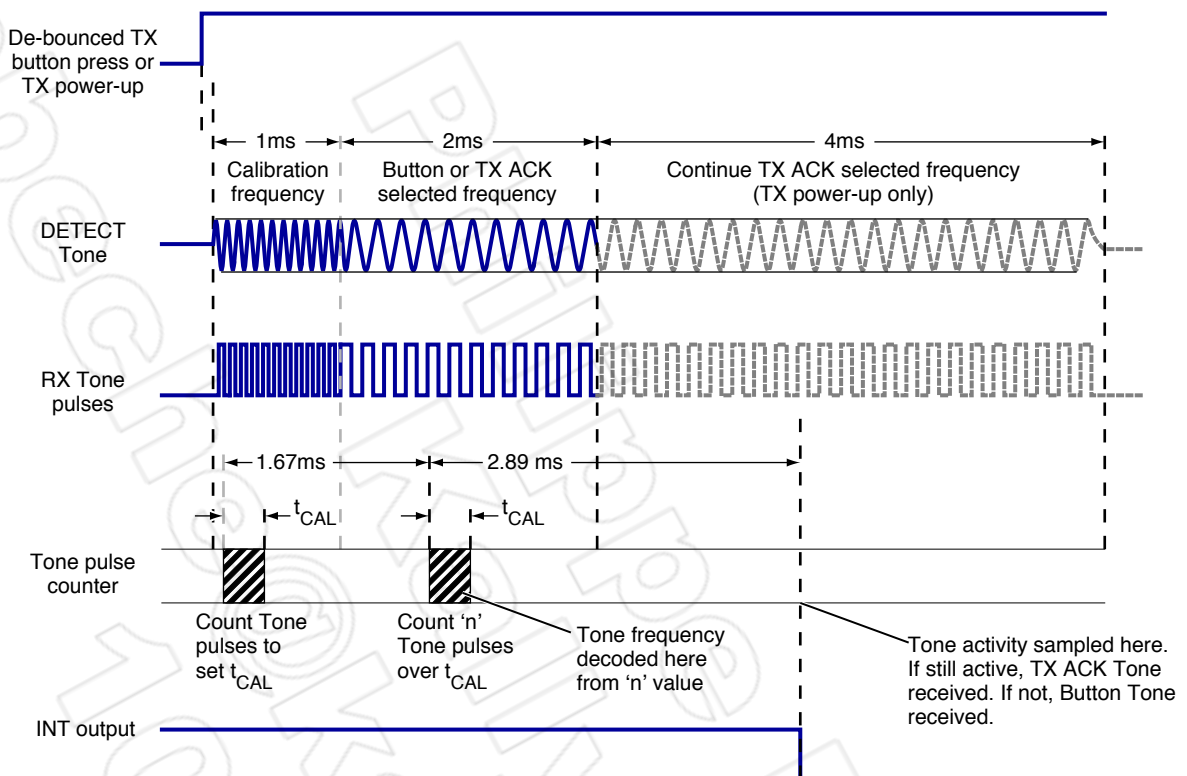 De-bounced TX
button press or
TX power-up
1ms
2ms
4ms
Calibration
frequency
Button or TX ACK
selected frequency
Continue TX ACK selected frequency
(TX power-up only)
DETECT
Tone
RX Tone
pulses
1.67ms
2.89 ms
tCAL
tCAL
Tone pulse
counter
Count Tone
pulses to
set tCAL
Count ‘n’
Tone pulses
over tCAL
Tone frequency
decoded here
from ‘n’ value
Tone activity sampled here.
If still active, TX ACK Tone
received. If not, Button Tone
received.
INT output